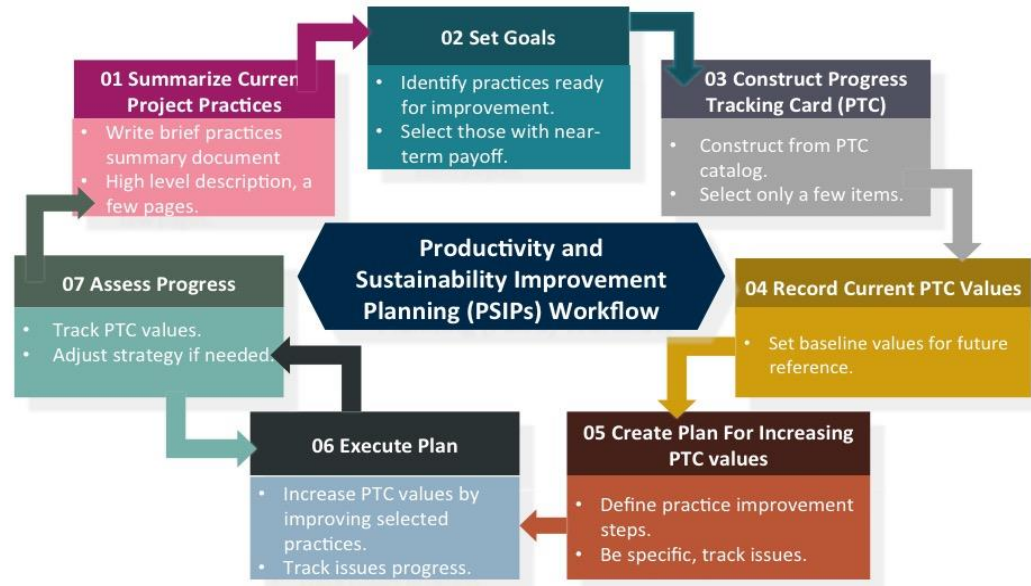 01 Summarize Current
Project Practices
• Write brief practices
summary document
• High level description, a
few pages.
02 Set Goals
• Identify practices ready
for improvement.
• Select those with near-
term payoff.
03 Construct Progress
Tracking Card (PTC)
• Construct from PTC
catalog.
• Select only a few items.
Productivity and
Sustainability Improvement
Planning (PSIPs) Workflow
04 Record Current PTC Values
• Set baseline values for future
reference.
05 Create Plan For Increasing
PTC values
• Define practice improvement
steps.
• Be specific, track issues.
06 Execute Plan
• Increase PTC values by
improving selected
practices.
• Track issues progress.
07 Assess Progress
• Track PTC values.
• Adjust strategy if needed.